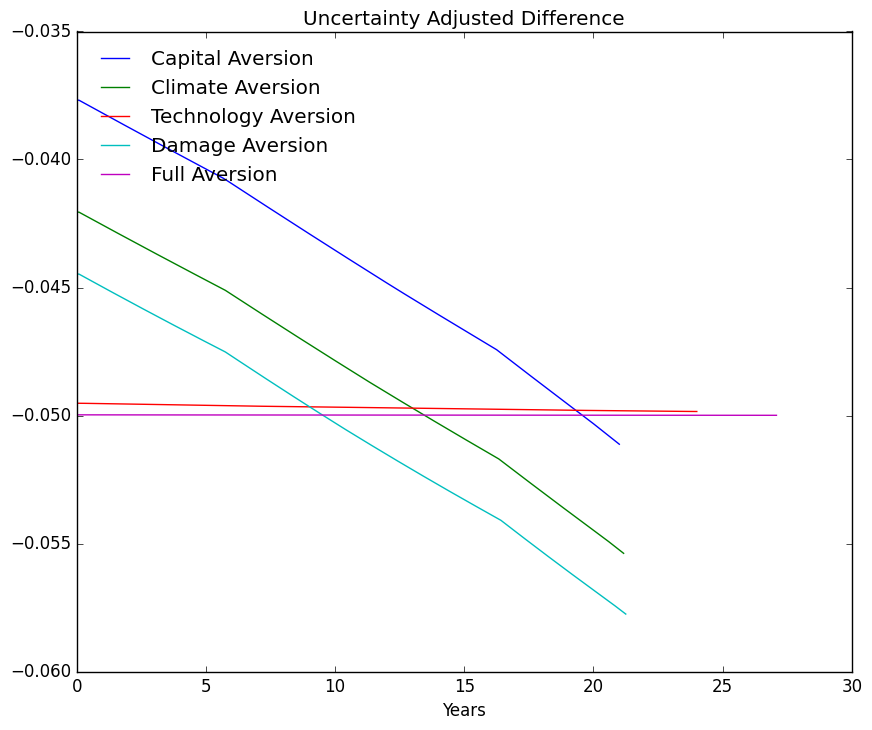 Uncertainty Adjusted Difference
−0.035
−0.040
−0.045
−0.050
−0.055
−0.060
Capital Aversion
Climate Aversion
Technology Aversion
Damage Aversion
Full Aversion
0 5 10 15 20 25 30
Years